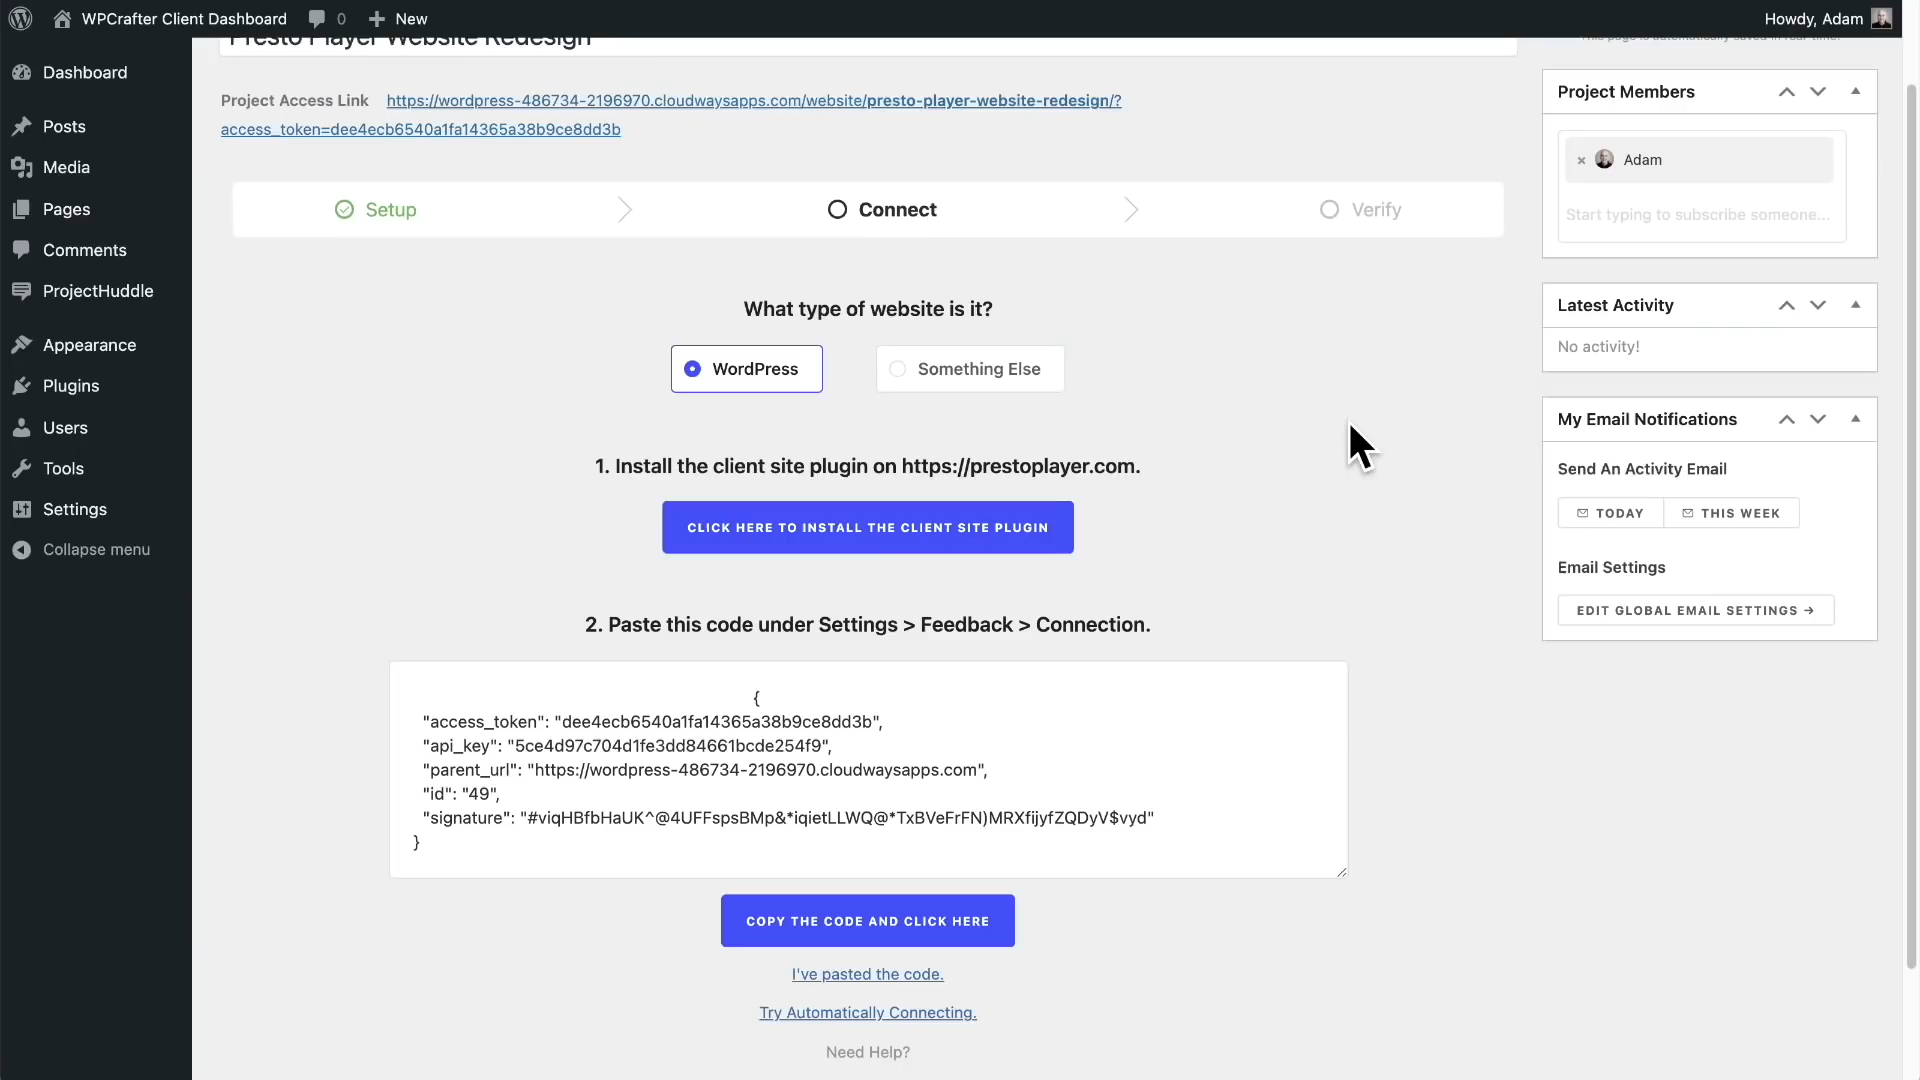 WPCrafter Client Dashboard 0 New Howdy, Adam
Presto Player Website Redesign
This page is automatically saved in real-time.
Dashboard
Posts
Media
Pages
Comments
ProjectHuddle
Appearance
Plugins
Users
Tools
Settings
Collapse menu
Project Access Link https://wordpress-486734-2196970.cloudwaysapps.com/website/presto-player-website-redesign/?
access_token=dee4ecb6540a1fa14365a38b9ce8dd3b
Setup
Connect
Verify
What type of website is it?
WordPress
Something Else
1. Install the client site plugin on https://prestoplayer.com.
CLICK HERE TO INSTALL THE CLIENT SITE PLUGIN
2. Paste this code under Settings > Feedback > Connection.
{
"access_token": "dee4ecb6540a1fa14365a38b9ce8dd3b",
"api_key": "5ce4d97c704d1fe3dd84661bcde254f9",
"parent_url": "https://wordpress-486734-2196970.cloudwaysapps.com",
"id": "49",
"signature": "#viqHBfbHaUK^@4UFFspsBMp&*iqietLLWQ@*TxBVeFrFN)MRXfijyfZQDyV$vyd"
}
COPY THE CODE AND CLICK HERE
I've pasted the code.
Try Automatically Connecting.
Need Help?
Project Members
× Adam
Start typing to subscribe someone...
Latest Activity
No activity!
My Email Notifications
Send An Activity Email
TODAY
THIS WEEK
Email Settings
EDIT GLOBAL EMAIL SETTINGS →